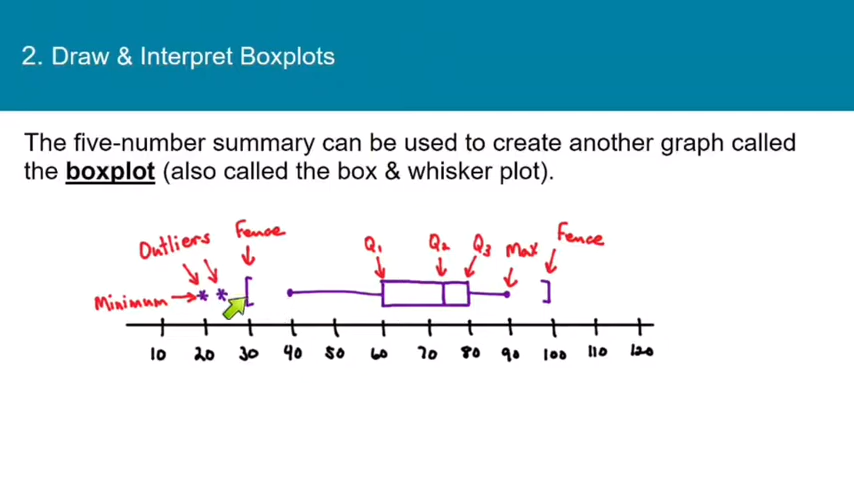 2. Draw & Interpret Boxplots
The five-number summary can be used to create another graph called
the boxplot (also called the box & whisker plot).
Outliers
Fence
Q1
Q2
Q3
Max
Fence
Minimum
10 20 30 40 50 60 70 80 90 100 110 120